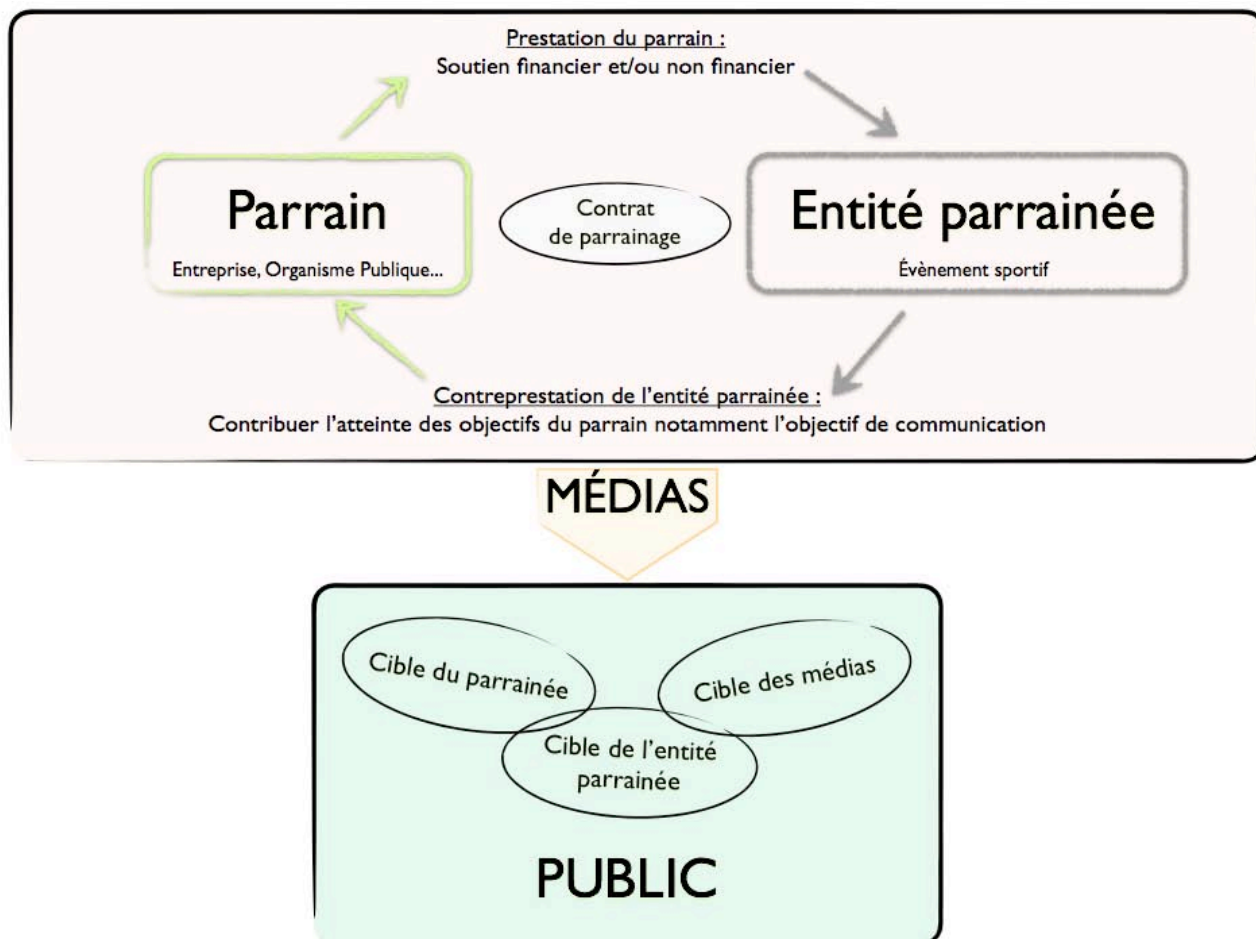 Prestation du parrain :
Soutien financier et/ou non financier
Parrain
Entreprise, Organisme Publique...
Contrat
de parrainage
Entité parrainée
Évènement sportif
Contreprestation de l'entité parrainée :
Contribuer l'atteinte des objectifs du parrain notamment l'objectif de communication
MÉDIAS
Cible du parrainée
Cible des médias
Cible de l'entité
parrainée
PUBLIC